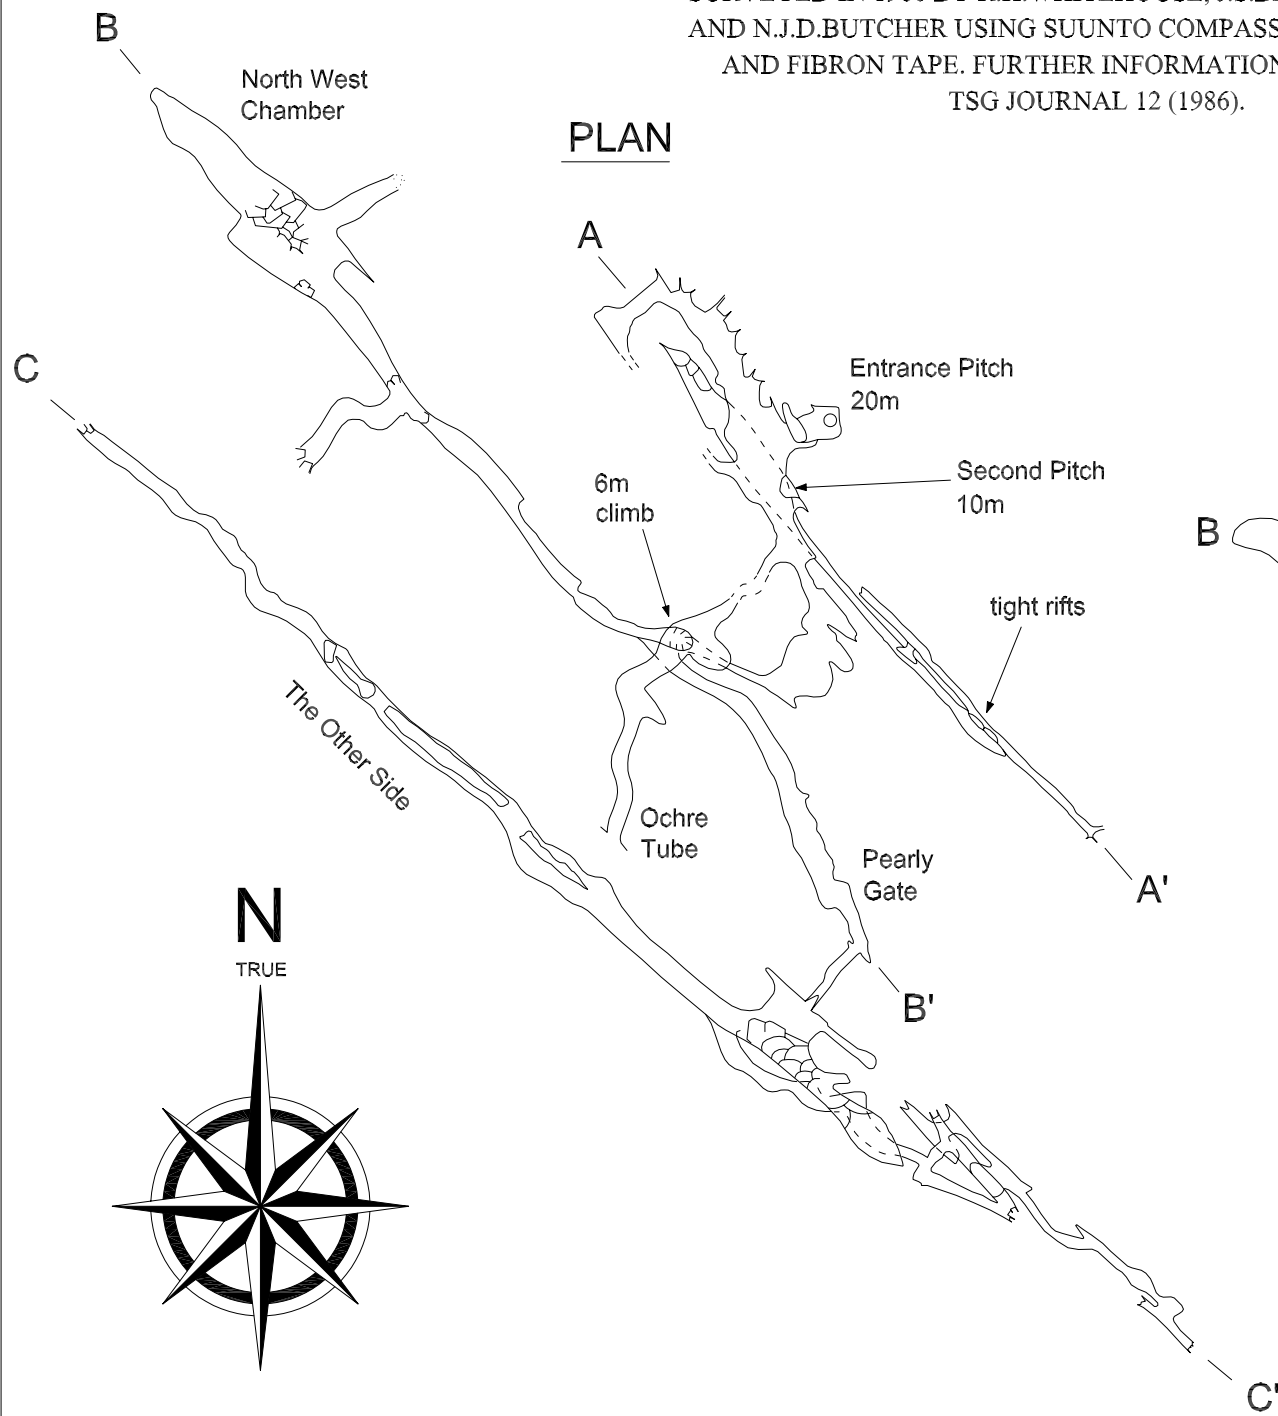 AND N.J.D.BUTCHER USING SUUNTO COMPASS
AND FIBRON TAPE. FURTHER INFORMATION
TSG JOURNAL 12 (1986).
B
North West
Chamber
PLAN
A
C
Entrance Pitch
20m
6m
climb
Second Pitch
10m
B
tight rifts
The Other Side
Ochre
Tube
Pearly
Gate
A'
N
TRUE
B'
C'